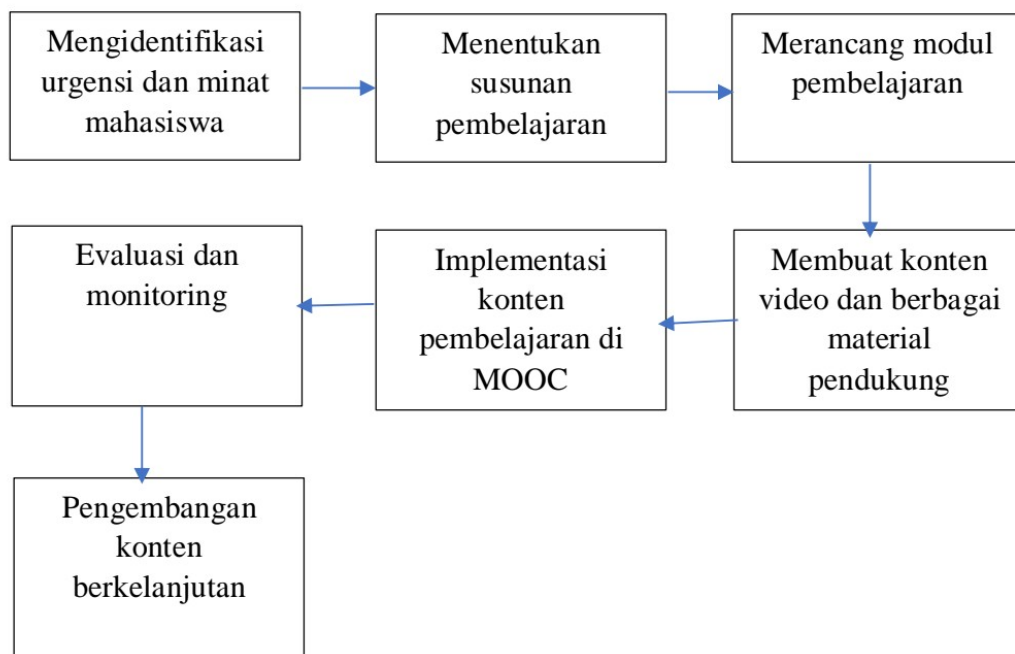 Mengidentifikasi
urgensi dan minat
mahasiswa
Menentukan
susunan
pembelajaran
Merancang modul
pembelajaran
Membuat konten
video dan berbagai
material
pendukung
Implementasi
konten
pembelajaran di
MOOC
Evaluasi dan
monitoring
Pengembangan
konten
berkelanjutan